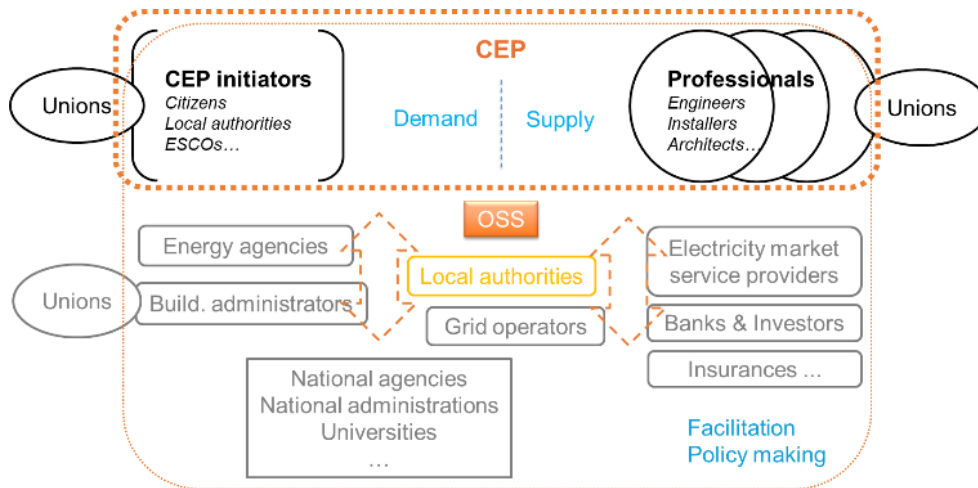 CEP
CEP initiators
Citizens
Local authorities
ESCOs…
Unions
Demand
Supply
Professionals
Engineers
Installers
Architects…
Unions
OSS
Energy agencies
Build. administrators
Unions
Local authorities
Grid operators
Electricity market
service providers
Banks & Investors
Insurances ...
National agencies
National administrations
Universities
…
Facilitation
Policy making